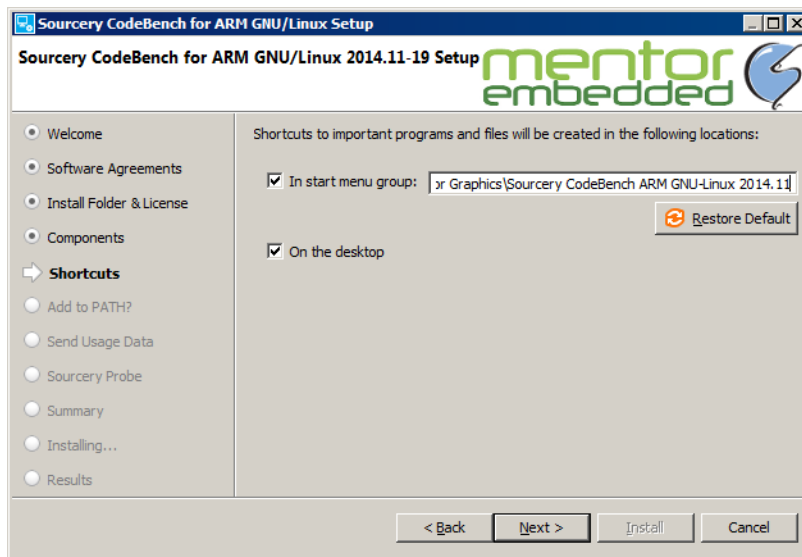 Sourcery CodeBench for ARM GNU/Linux Setup
Sourcery CodeBench for ARM GNU/Linux 2014.11-19 Setup
mentor
embedded
Welcome
Software Agreements
Install Folder & License
Components
Shortcuts
Add to PATH?
Send Usage Data
Sourcery Probe
Summary
Installing...
Results
Shortcuts to important programs and files will be created in the following locations:
In start menu group: or Graphics\Sourcery CodeBench ARM GNU-Linux 2014.11
Restore Default
On the desktop
< Back Next > Install Cancel